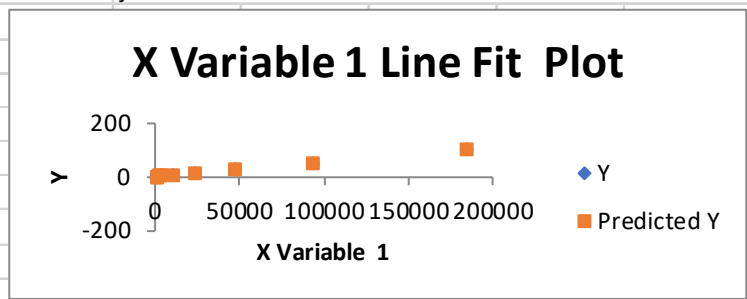 X Variable 1 Line Fit Plot
200
0
-200
Y
0 50000 100000 150000 200000
X Variable 1
Y
Predicted Y